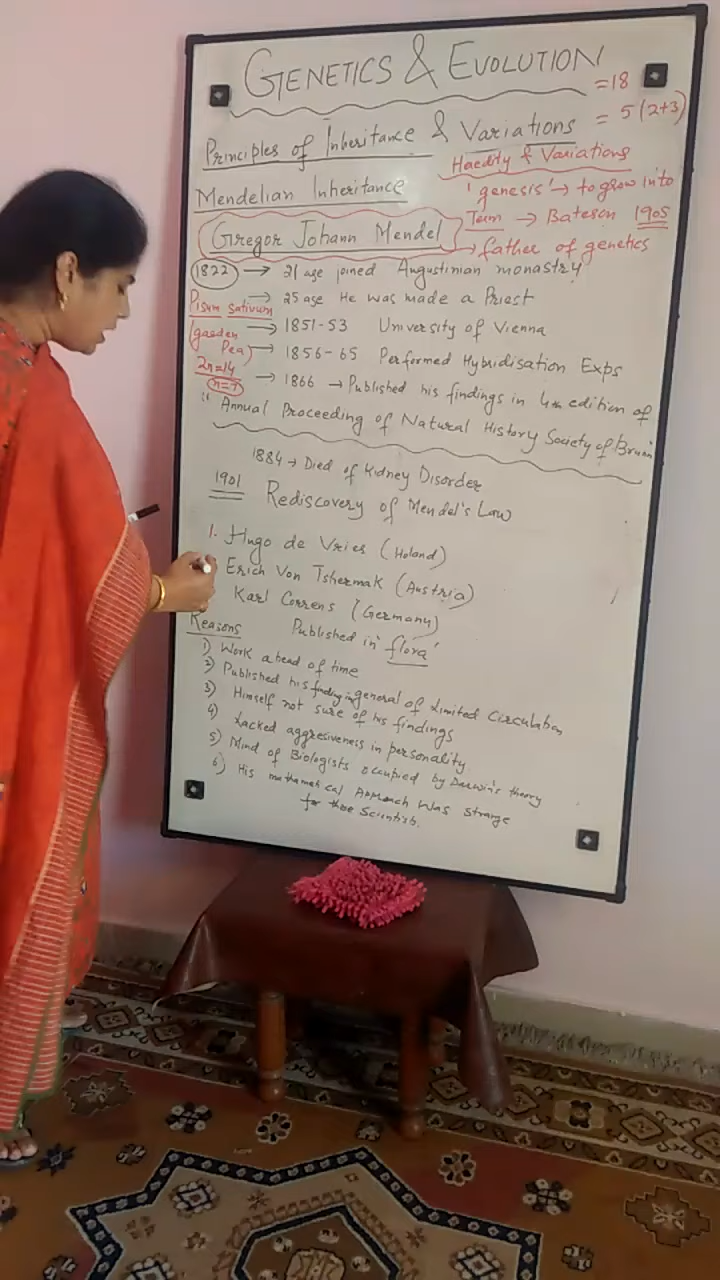 GENETICS & EVOLUTION
= 18
Principles of Inheritance & Variations = 5 (2+3)
Haedity & Variations
Mendelian Inheritance
'genesis' → to grow into
Term → Bateson 1905
Gregor Johann Mendel → father of genetics
1822 → 21 age joined Augustinian monastry
Pisum sativum → 25 age He was made a Priest
(garden → 1851-53 University of Vienna
Pea) → 1856-65 Performed Hybridisation Exps
2n=14
n=7 → 1866 → Published his findings in 4th edition of
" Annual Proceeding of Natural History Society of Brunn
1884 → Died of Kidney Disorder
1901 Rediscovery of Mendel's Law
1. Hugo de Vries (Holand)
Erich Von Tshermak (Austria)
Karl Correns (Germany)
Published in 'flora'
Reasons
1) Work ahead of time
2) Published his finding in general of Limited Circulation
3) Himself not sure of his findings
4) Lacked aggresiveness in personality
5) Mind of Biologists occupied by Darwin's theory
6) His mathematical Approach was strange
for those Scientists.